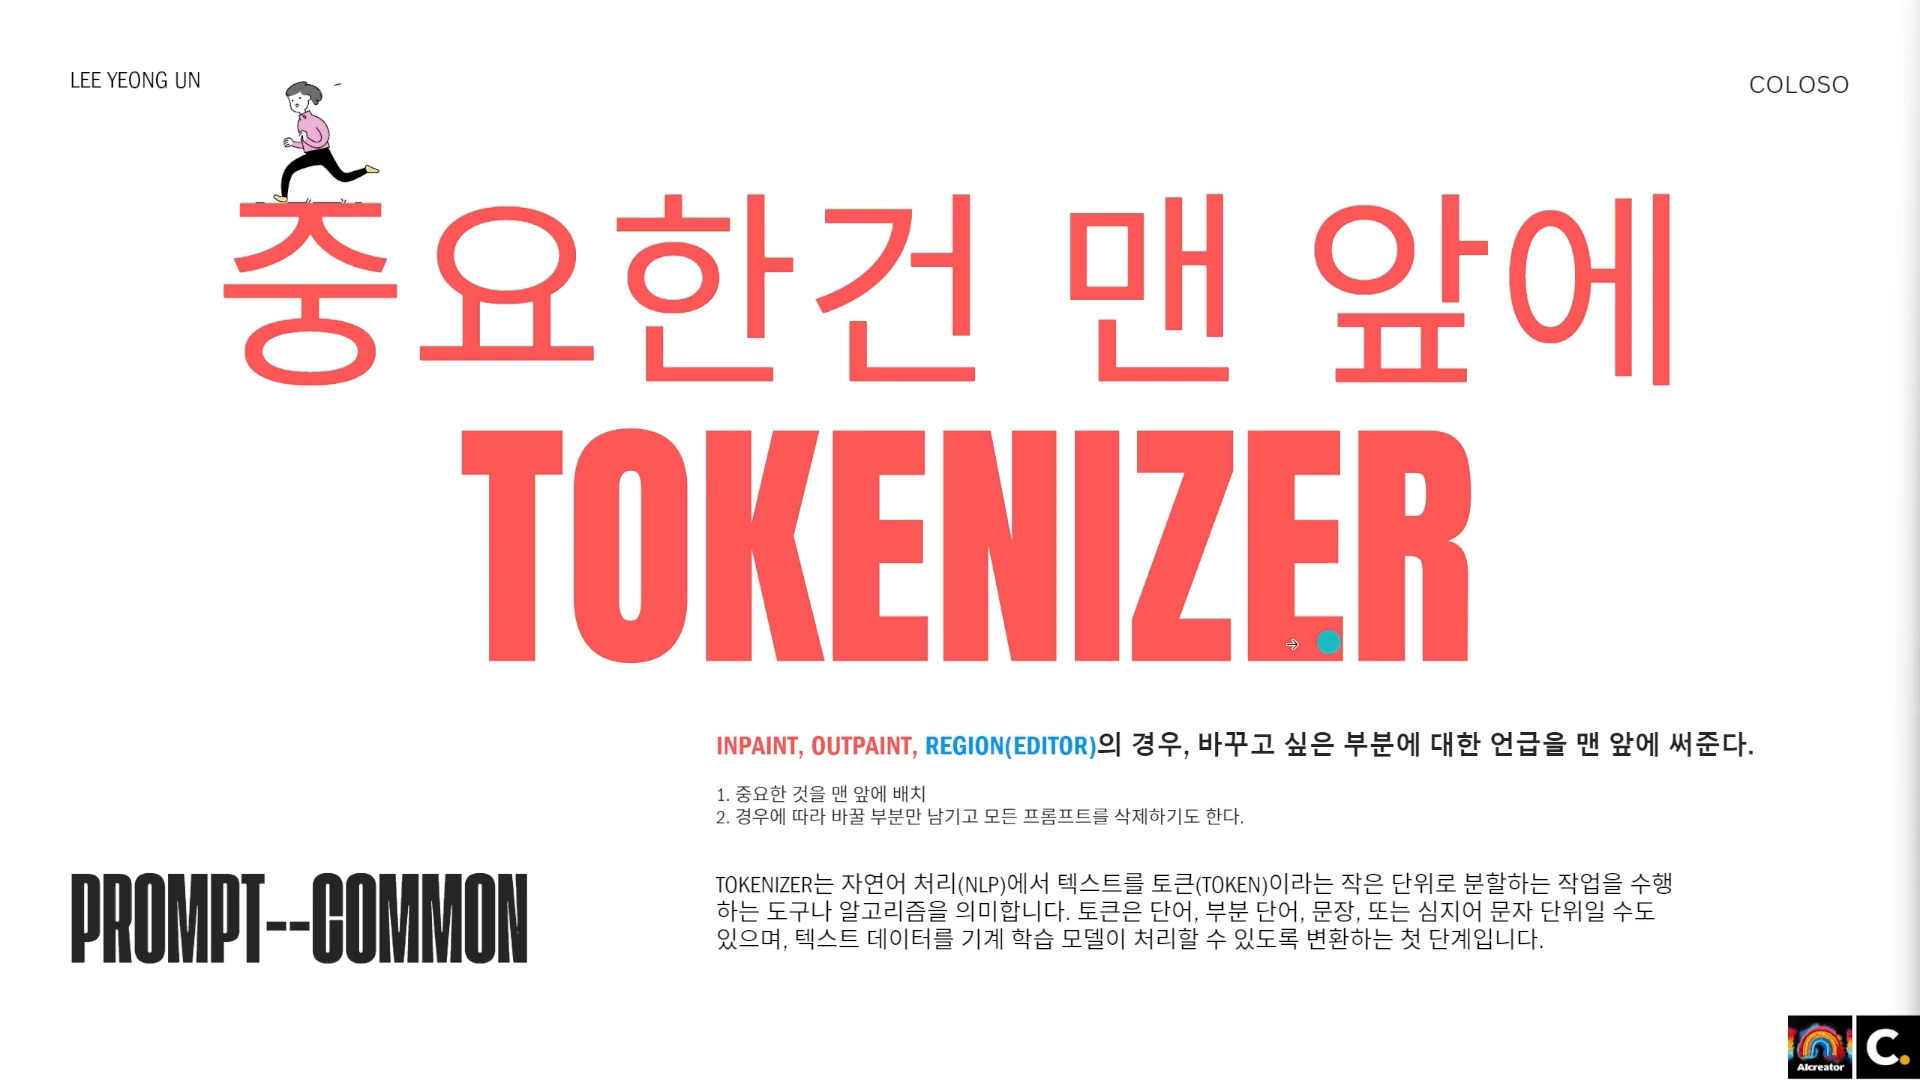 LEE YEONG UN
COLOSO
중요한건 맨 앞에
TOKENIZER
INPAINT, OUTPAINT, REGION(EDITOR)의 경우, 바꾸고 싶은 부분에 대한 언급을 맨 앞에 써준다.
1. 중요한 것을 맨 앞에 배치
2. 경우에 따라 바꿀 부분만 남기고 모든 프롬프트를 삭제하기도 한다.
PROMPT--COMMON
TOKENIZER는 자연어 처리(NLP)에서 텍스트를 토큰(TOKEN)이라는 작은 단위로 분할하는 작업을 수행
하는 도구나 알고리즘을 의미합니다. 토큰은 단어, 부분 단어, 문장, 또는 심지어 문자 단위일 수도
있으며, 텍스트 데이터를 기계 학습 모델이 처리할 수 있도록 변환하는 첫 단계입니다.
AIcreator
C.